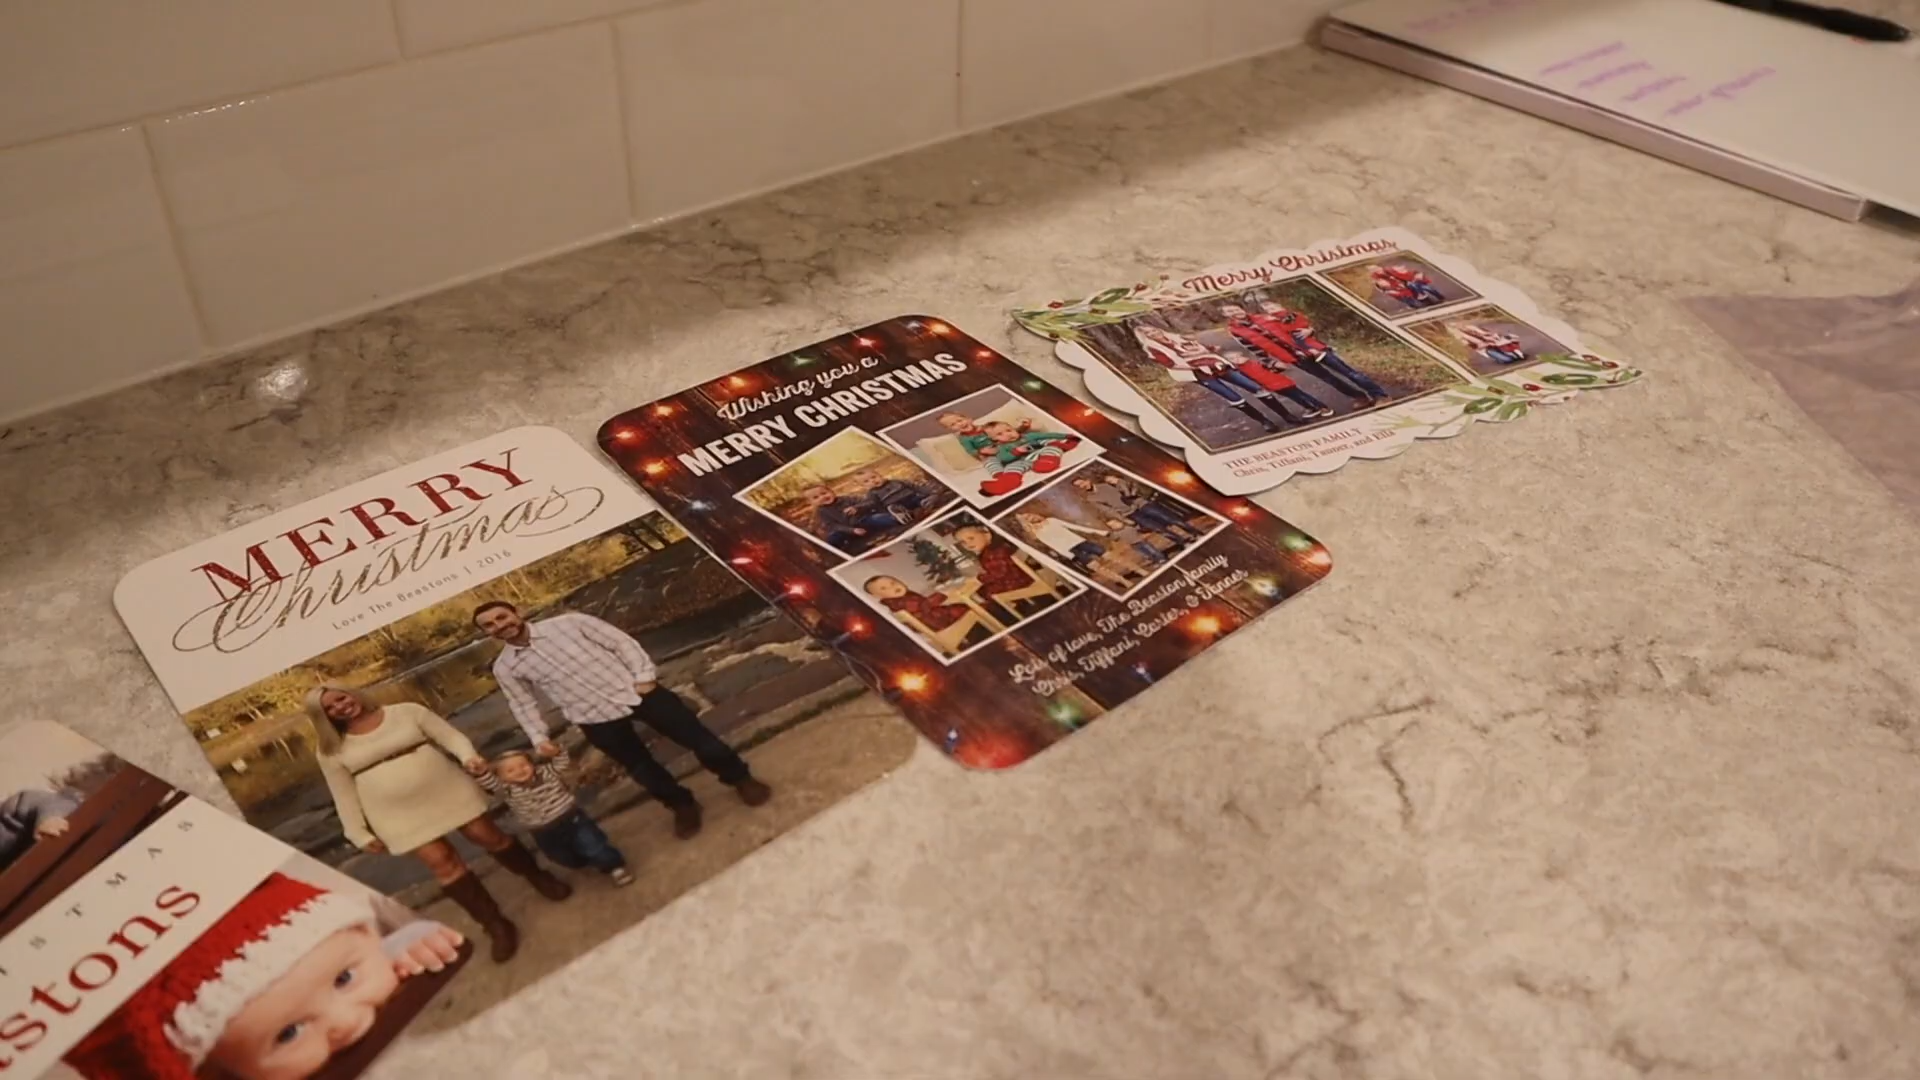 STMAS
stons
MERRY
Christmas
Love The Beastons | 2016
Wishing you a
MERRY CHRISTMAS
Lots of love, The Beaston family
Chris, Tiffani, Carter, & Tanner
Merry Christmas
THE BEASTON FAMILY
Chris, Tiffani, Tanner, and Ella